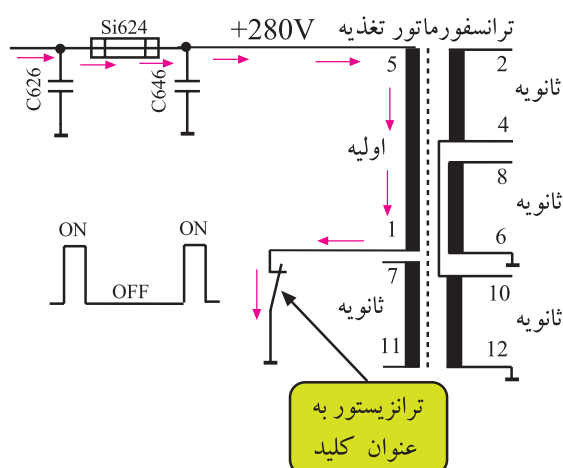 Si624
+280V
ترانسفورماتور تغذیه
C626
C646
5
2
ثانویه
4
اولیه
8
ثانویه
6
1
ON
ON
OFF
7
ثانویه
11
10
ثانویه
12
ترانزیستور به
عنوان کلید